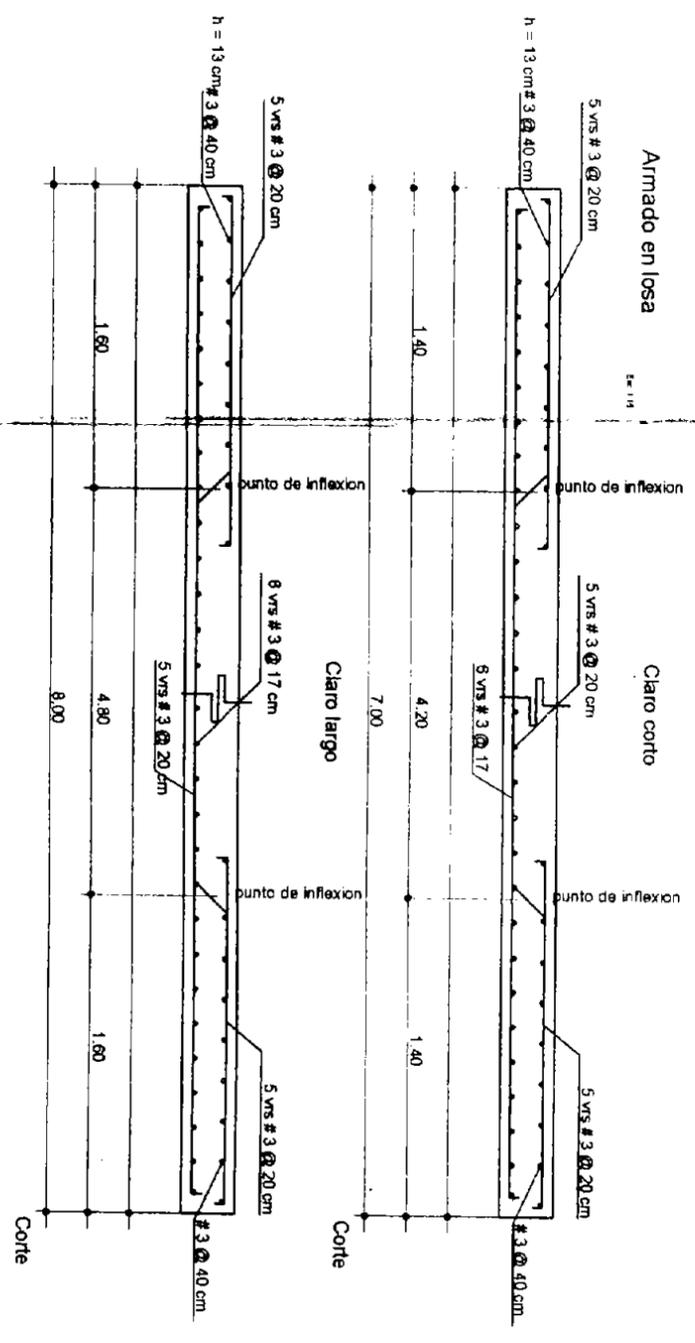 Armado en losa
Claro corto
5 vrs # 3 @ 20 cm
5 vrs # 3 @ 20 cm
5 vrs # 3 @ 20 cm
h = 13 cm
# 3 @ 40 cm
punto de inflexion
punto de inflexion
6 vrs # 3 @ 17
# 3 @ 40 cm
1.40
4.20
1.40
7.00
Corte
Claro largo
5 vrs # 3 @ 20 cm
6 vrs # 3 @ 17 cm
5 vrs # 3 @ 20 cm
h = 13 cm
# 3 @ 40 cm
punto de inflexion
punto de inflexion
5 vrs # 3 @ 20 cm
# 3 @ 40 cm
1.60
4.80
1.60
8.00
Corte